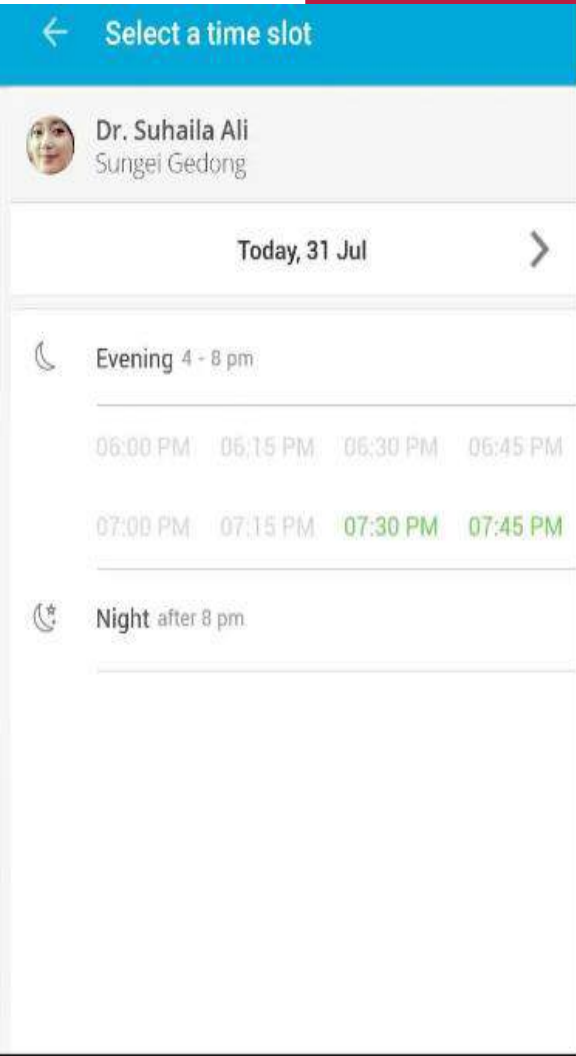 Select a time slot
Dr. Suhaila Ali
Sungei Gedong
Today, 31 Jul
Evening 4 - 8 pm
06:00 PM 06:15 PM 06:30 PM 06:45 PM
07:00 PM 07:15 PM 07:30 PM 07:45 PM
Night after 8 pm